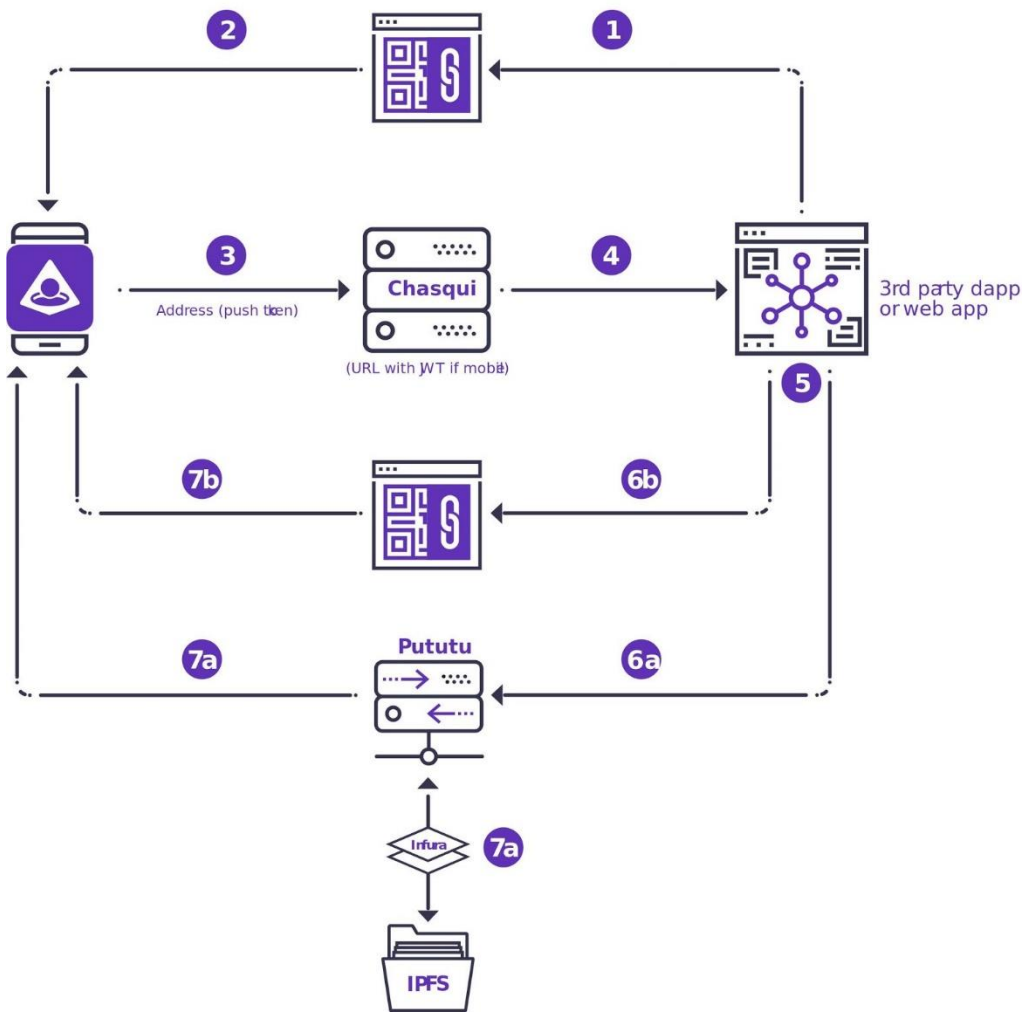 2
1
3
Address (push token)
Chasqui
(URL with JWT if mobile)
4
3rd party dapp
or web app
5
7b
6b
7a
Pututu
6a
Infura
7a
IPFS